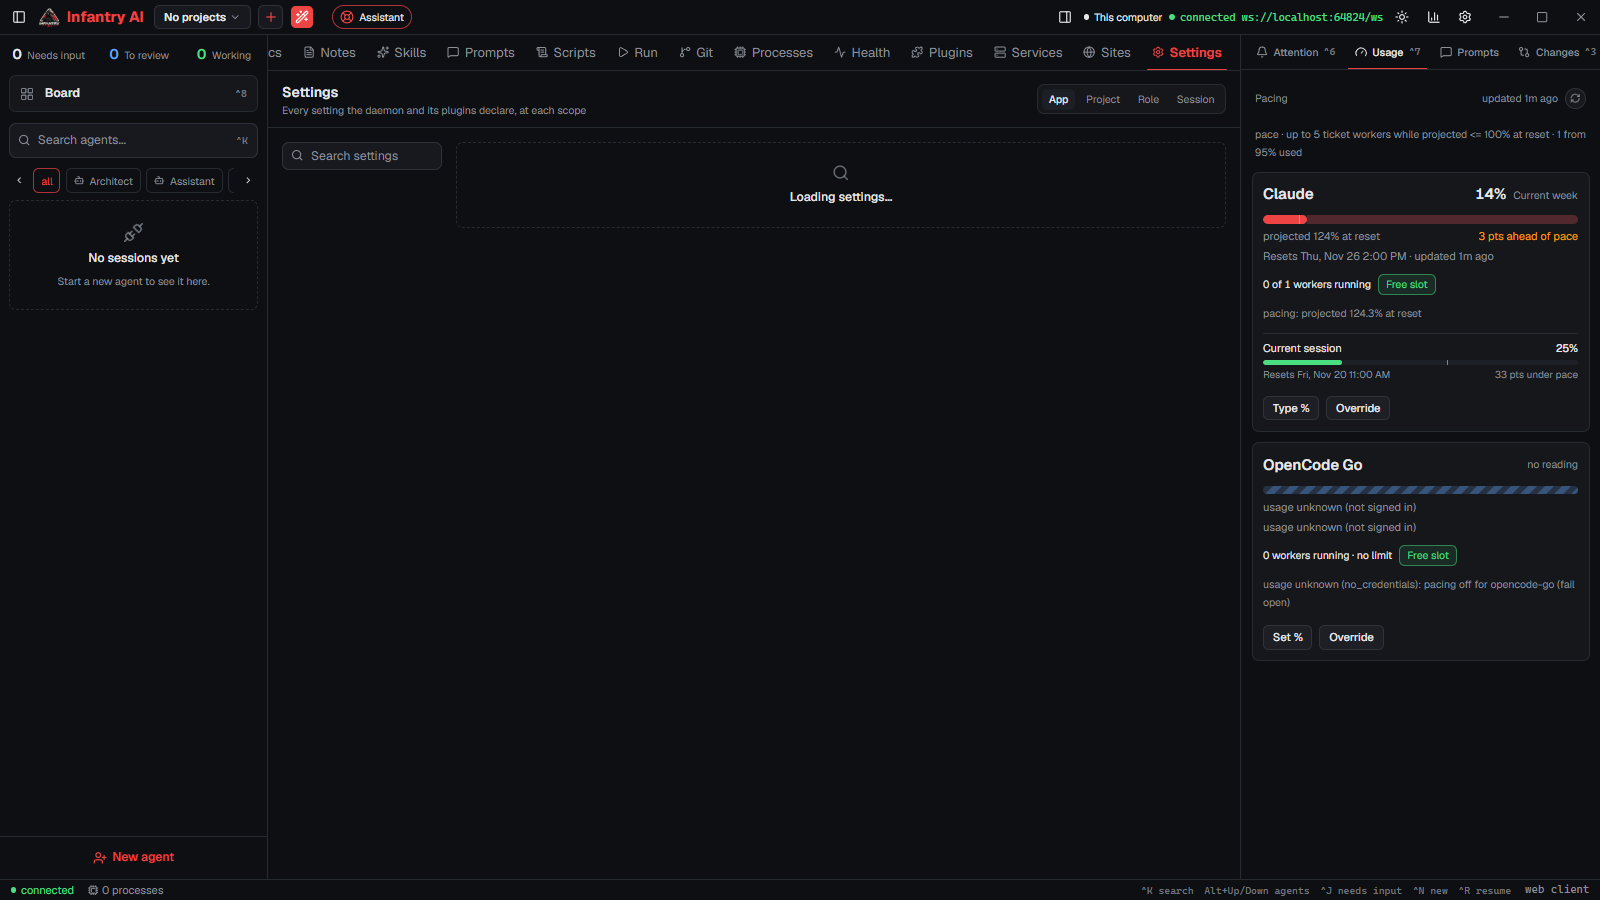 Infantry AI
No projects
Assistant
This computer
connected ws://localhost:64824/ws
0 Needs input
0 To review
0 Working
cs
Notes
Skills
Prompts
Scripts
Run
Git
Processes
Health
Plugins
Services
Sites
Settings
Attention ^6
Usage ^7
Prompts
Changes ^3
Board ^8
Search agents... ^K
all
Architect
Assistant
No sessions yet
Start a new agent to see it here.
New agent
Settings
Every setting the daemon and its plugins declare, at each scope
App
Project
Role
Session
Search settings
Loading settings...
Pacing
updated 1m ago
pace · up to 5 ticket workers while projected <= 100% at reset · 1 from
95% used
Claude
14% Current week
projected 124% at reset
3 pts ahead of pace
Resets Thu, Nov 26 2:00 PM · updated 1m ago
0 of 1 workers running
Free slot
pacing: projected 124.3% at reset
Current session
25%
Resets Fri, Nov 20 11:00 AM
33 pts under pace
Type %
Override
OpenCode Go
no reading
usage unknown (not signed in)
usage unknown (not signed in)
0 workers running · no limit
Free slot
usage unknown (no_credentials): pacing off for opencode-go (fail
open)
Set %
Override
connected
0 processes
^K search
Alt+Up/Down agents
^J needs input
^N new
^R resume
web client